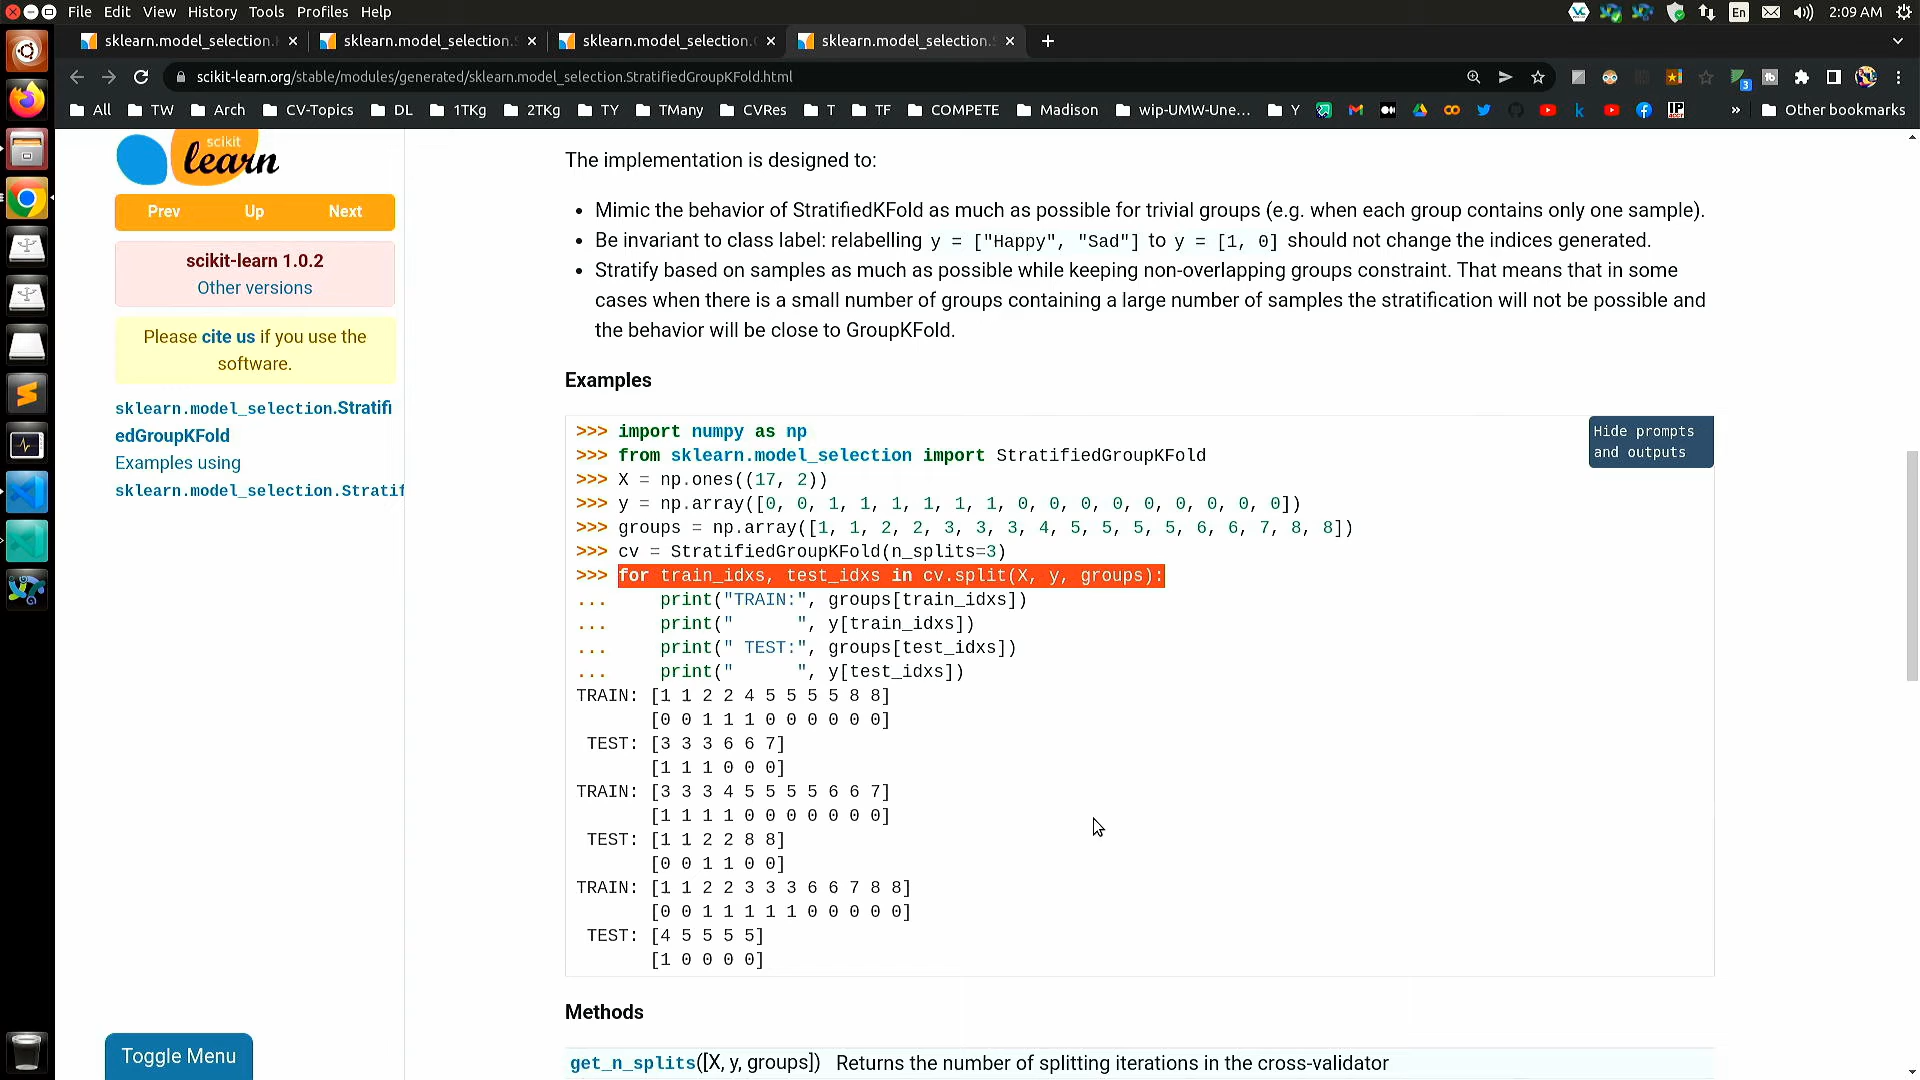 File Edit View History Tools Profiles Help
En 2:09 AM
sklearn.model_selection. sklearn.model_selection. sklearn.model_selection. sklearn.model_selection.
scikit-learn.org/stable/modules/generated/sklearn.model_selection.StratifiedGroupKFold.html
All TW Arch CV-Topics DL 1TKg 2TKg TY TMany CVRes T TF COMPETE Madison wip-UMW-Une... Y » Other bookmarks
scikit
learn
Prev Up Next
scikit-learn 1.0.2
Other versions
Please cite us if you use the
software.
sklearn.model_selection.Stratifi
edGroupKFold
Examples using
sklearn.model_selection.Stratif
Toggle Menu
The implementation is designed to:
• Mimic the behavior of StratifiedKFold as much as possible for trivial groups (e.g. when each group contains only one sample).
• Be invariant to class label: relabelling y = ["Happy", "Sad"] to y = [1, 0] should not change the indices generated.
• Stratify based on samples as much as possible while keeping non-overlapping groups constraint. That means that in some
cases when there is a small number of groups containing a large number of samples the stratification will not be possible and
the behavior will be close to GroupKFold.
Examples
Hide prompts
and outputs
>>> import numpy as np
>>> from sklearn.model_selection import StratifiedGroupKFold
>>> X = np.ones((17, 2))
>>> y = np.array([0, 0, 1, 1, 1, 1, 1, 1, 0, 0, 0, 0, 0, 0, 0, 0, 0])
>>> groups = np.array([1, 1, 2, 2, 3, 3, 3, 4, 5, 5, 5, 5, 6, 6, 7, 8, 8])
>>> cv = StratifiedGroupKFold(n_splits=3)
>>> for train_idxs, test_idxs in cv.split(X, y, groups):
...     print("TRAIN:", groups[train_idxs])
...     print("      ", y[train_idxs])
...     print(" TEST:", groups[test_idxs])
...     print("      ", y[test_idxs])
TRAIN: [1 1 2 2 4 5 5 5 5 8 8]
       [0 0 1 1 1 0 0 0 0 0 0]
 TEST: [3 3 3 6 6 7]
       [1 1 1 0 0 0]
TRAIN: [3 3 3 4 5 5 5 5 6 6 7]
       [1 1 1 1 0 0 0 0 0 0 0]
 TEST: [1 1 2 2 8 8]
       [0 0 1 1 0 0]
TRAIN: [1 1 2 2 3 3 3 6 6 7 8 8]
       [0 0 1 1 1 1 1 0 0 0 0 0]
 TEST: [4 5 5 5 5]
       [1 0 0 0 0]
Methods
get_n_splits([X, y, groups]) Returns the number of splitting iterations in the cross-validator